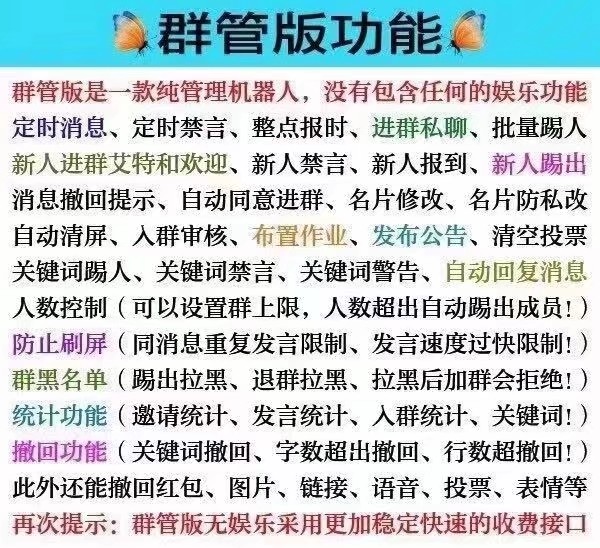 群管版功能
群管版是一款纯管理机器人，没有包含任何的娱乐功能
定时消息、定时禁言、整点报时、进群私聊、批量踢人
新人进群艾特和欢迎、新人禁言、新人报到、新人踢出
消息撤回提示、自动同意进群、名片修改、名片防私改
自动清屏、入群审核、布置作业、发布公告、清空投票
关键词踢人、关键词禁言、关键词警告、自动回复消息
人数控制（可以设置群上限，人数超出自动踢出成员！）
防止刷屏（同消息重复发言限制、发言速度过快限制！）
群黑名单（踢出拉黑、退群拉黑、拉黑后加群会拒绝！）
统计功能（邀请统计、发言统计、入群统计、关键词！）
撤回功能（关键词撤回、字数超出撤回、行数超撤回！）
此外还能撤回红包、图片、链接、语音、投票、表情等
再次提示：群管版无娱乐采用更加稳定快速的收费接口